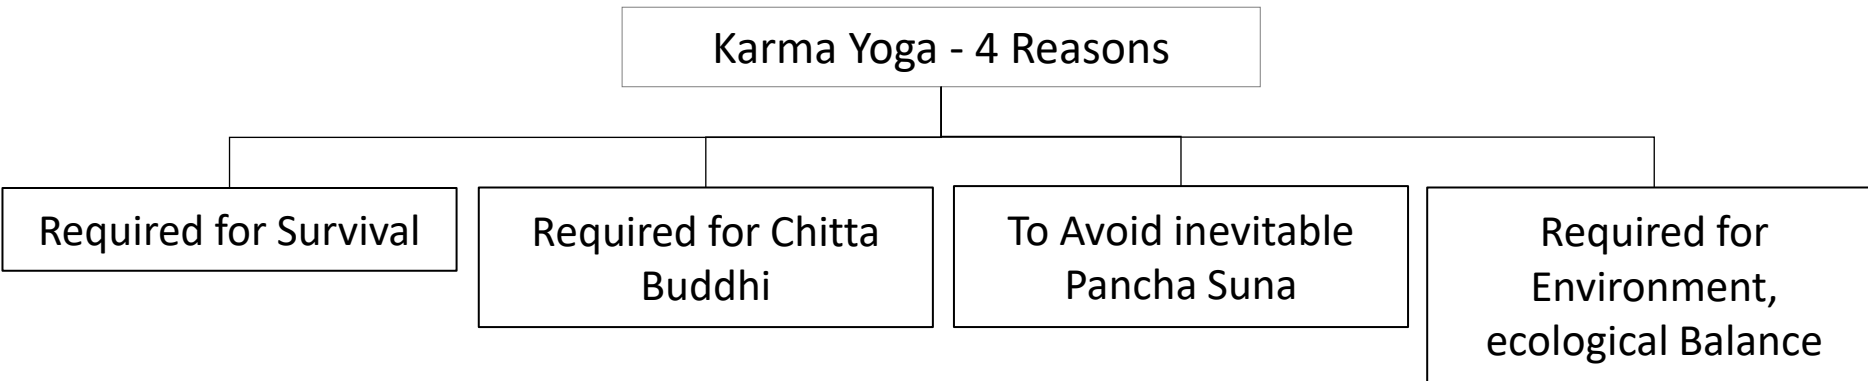 Karma Yoga - 4 Reasons
Required for Survival
Required for Chitta
Buddhi
To Avoid inevitable
Pancha Suna
Required for
Environment,
ecological Balance